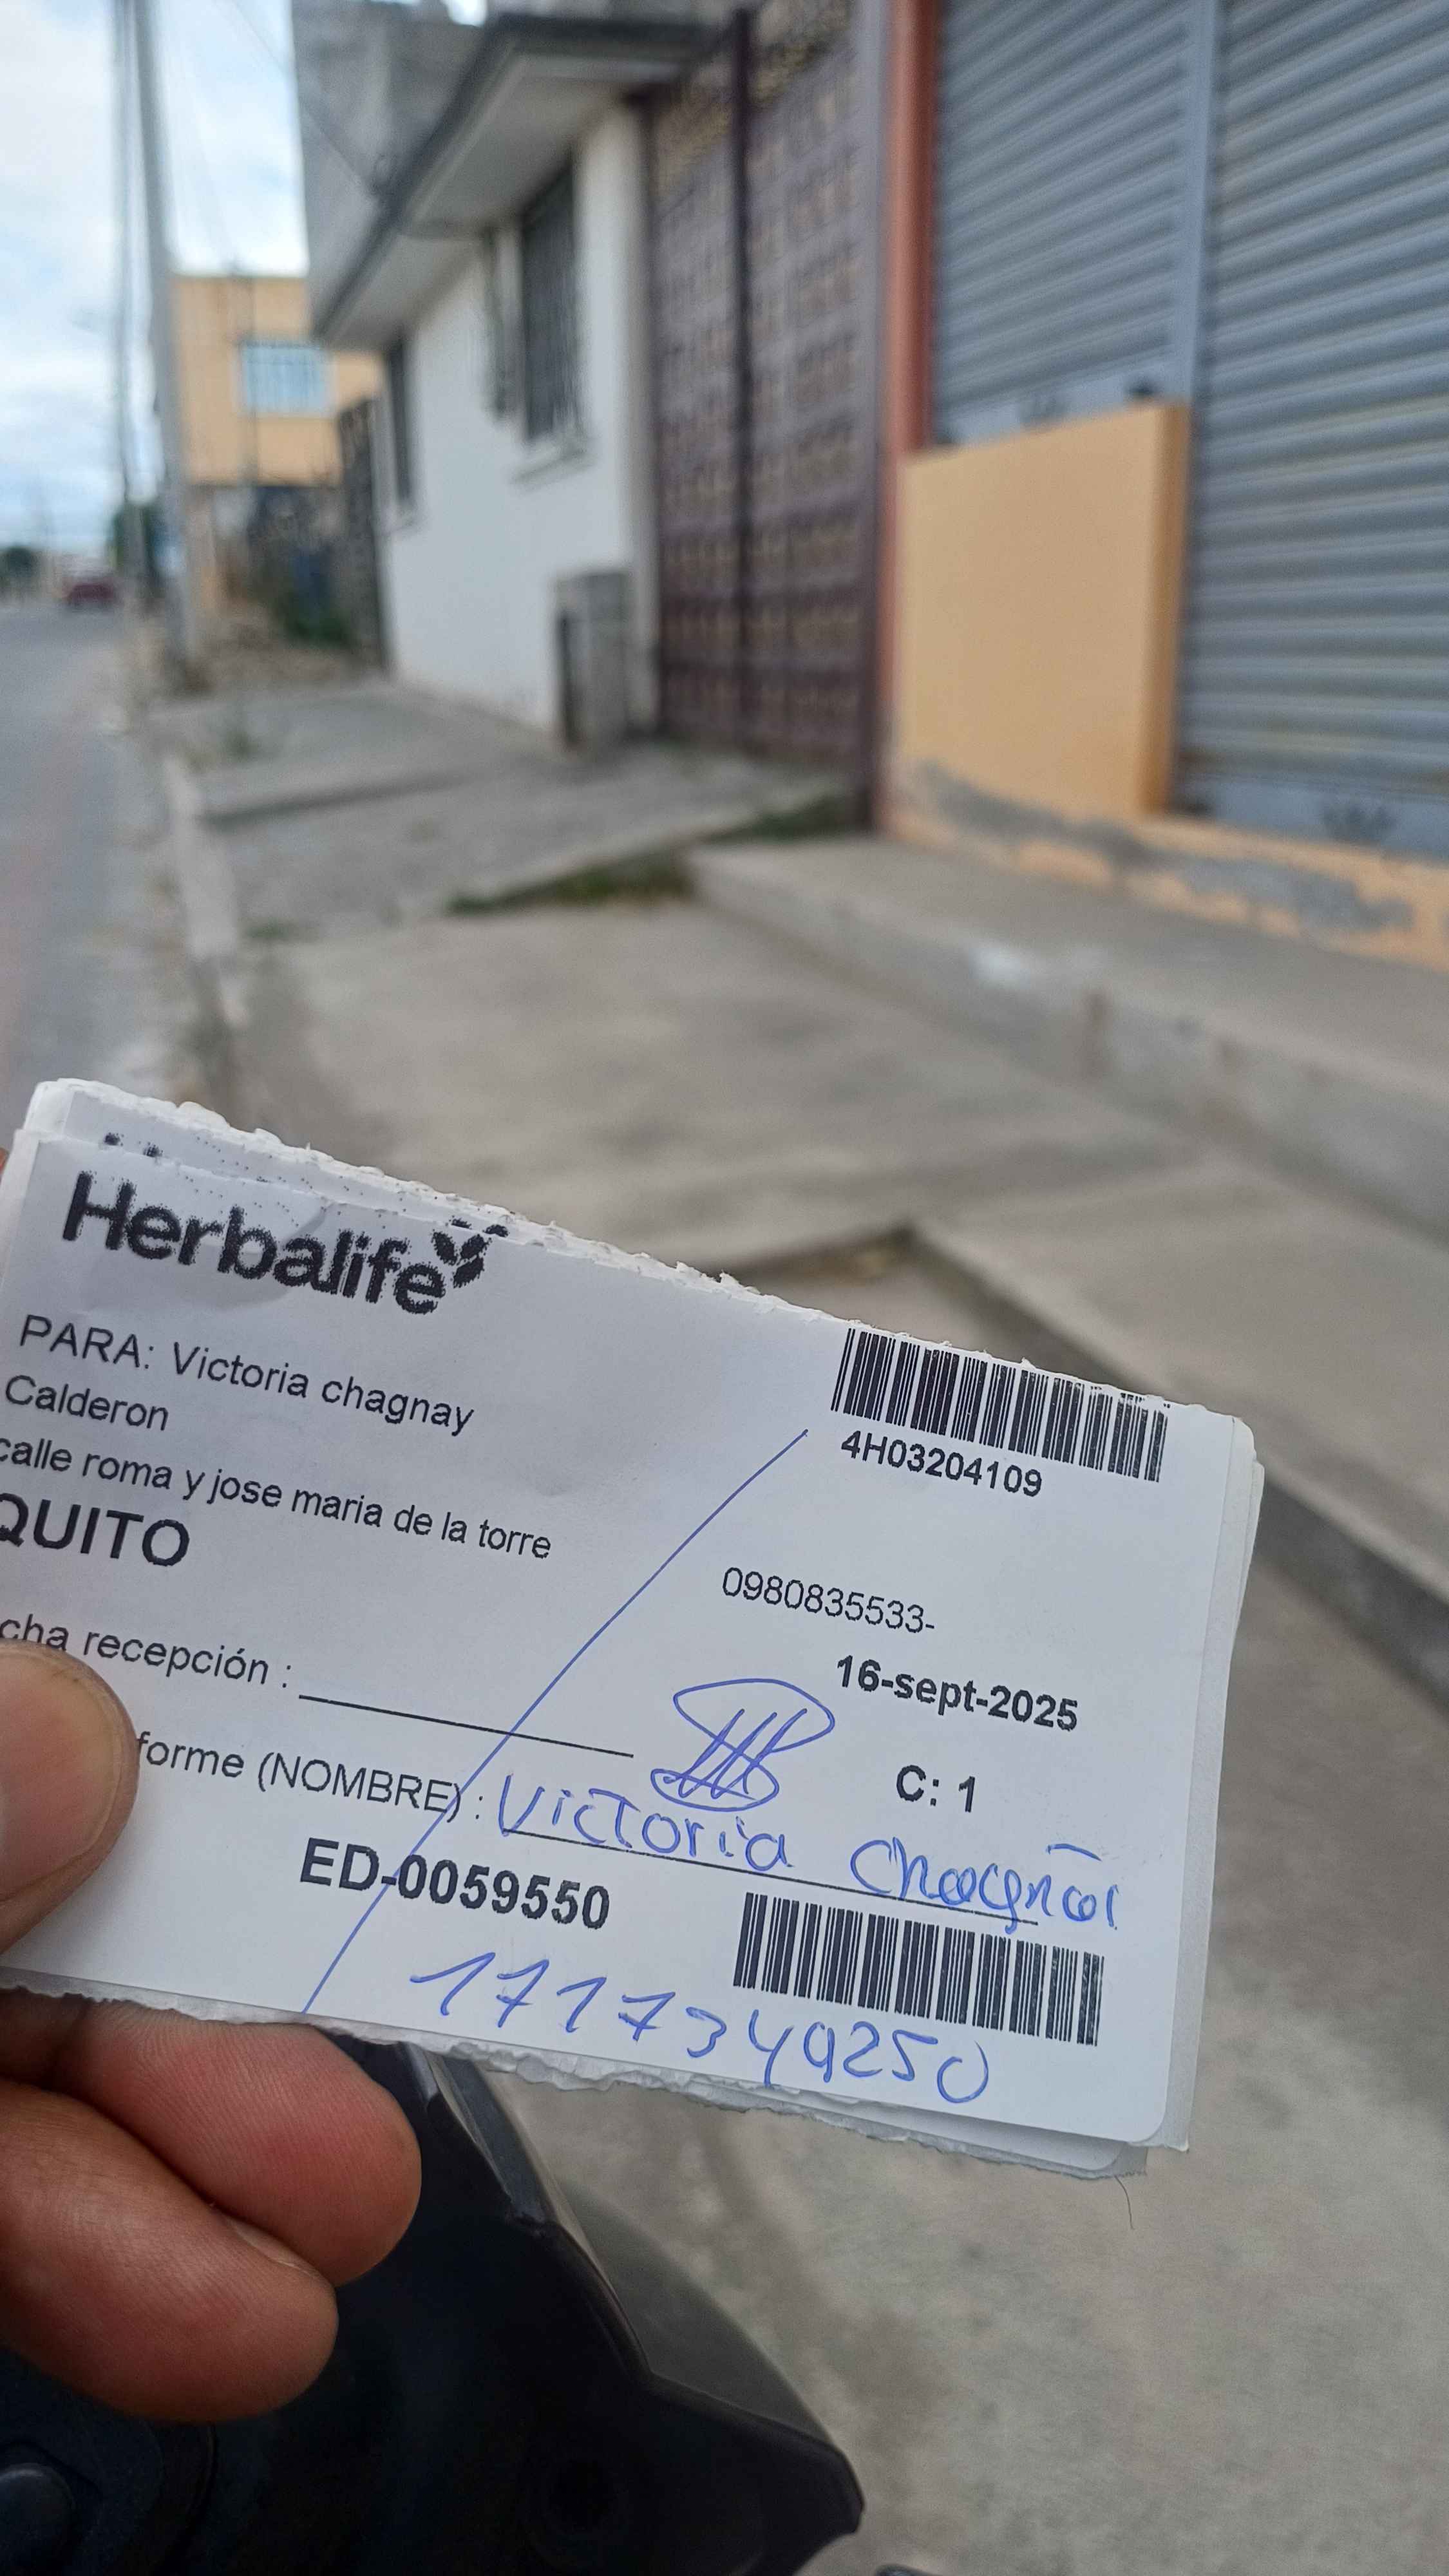 Herbalife
PARA: Victoria chagnay
Calderon
calle roma y jose maria de la torre
QUITO
4H03204109
0980835533-
16-sept-2025
cha recepción :
C: 1
forme (NOMBRE) : Victoria Chagñay
ED-0059550
1717349250